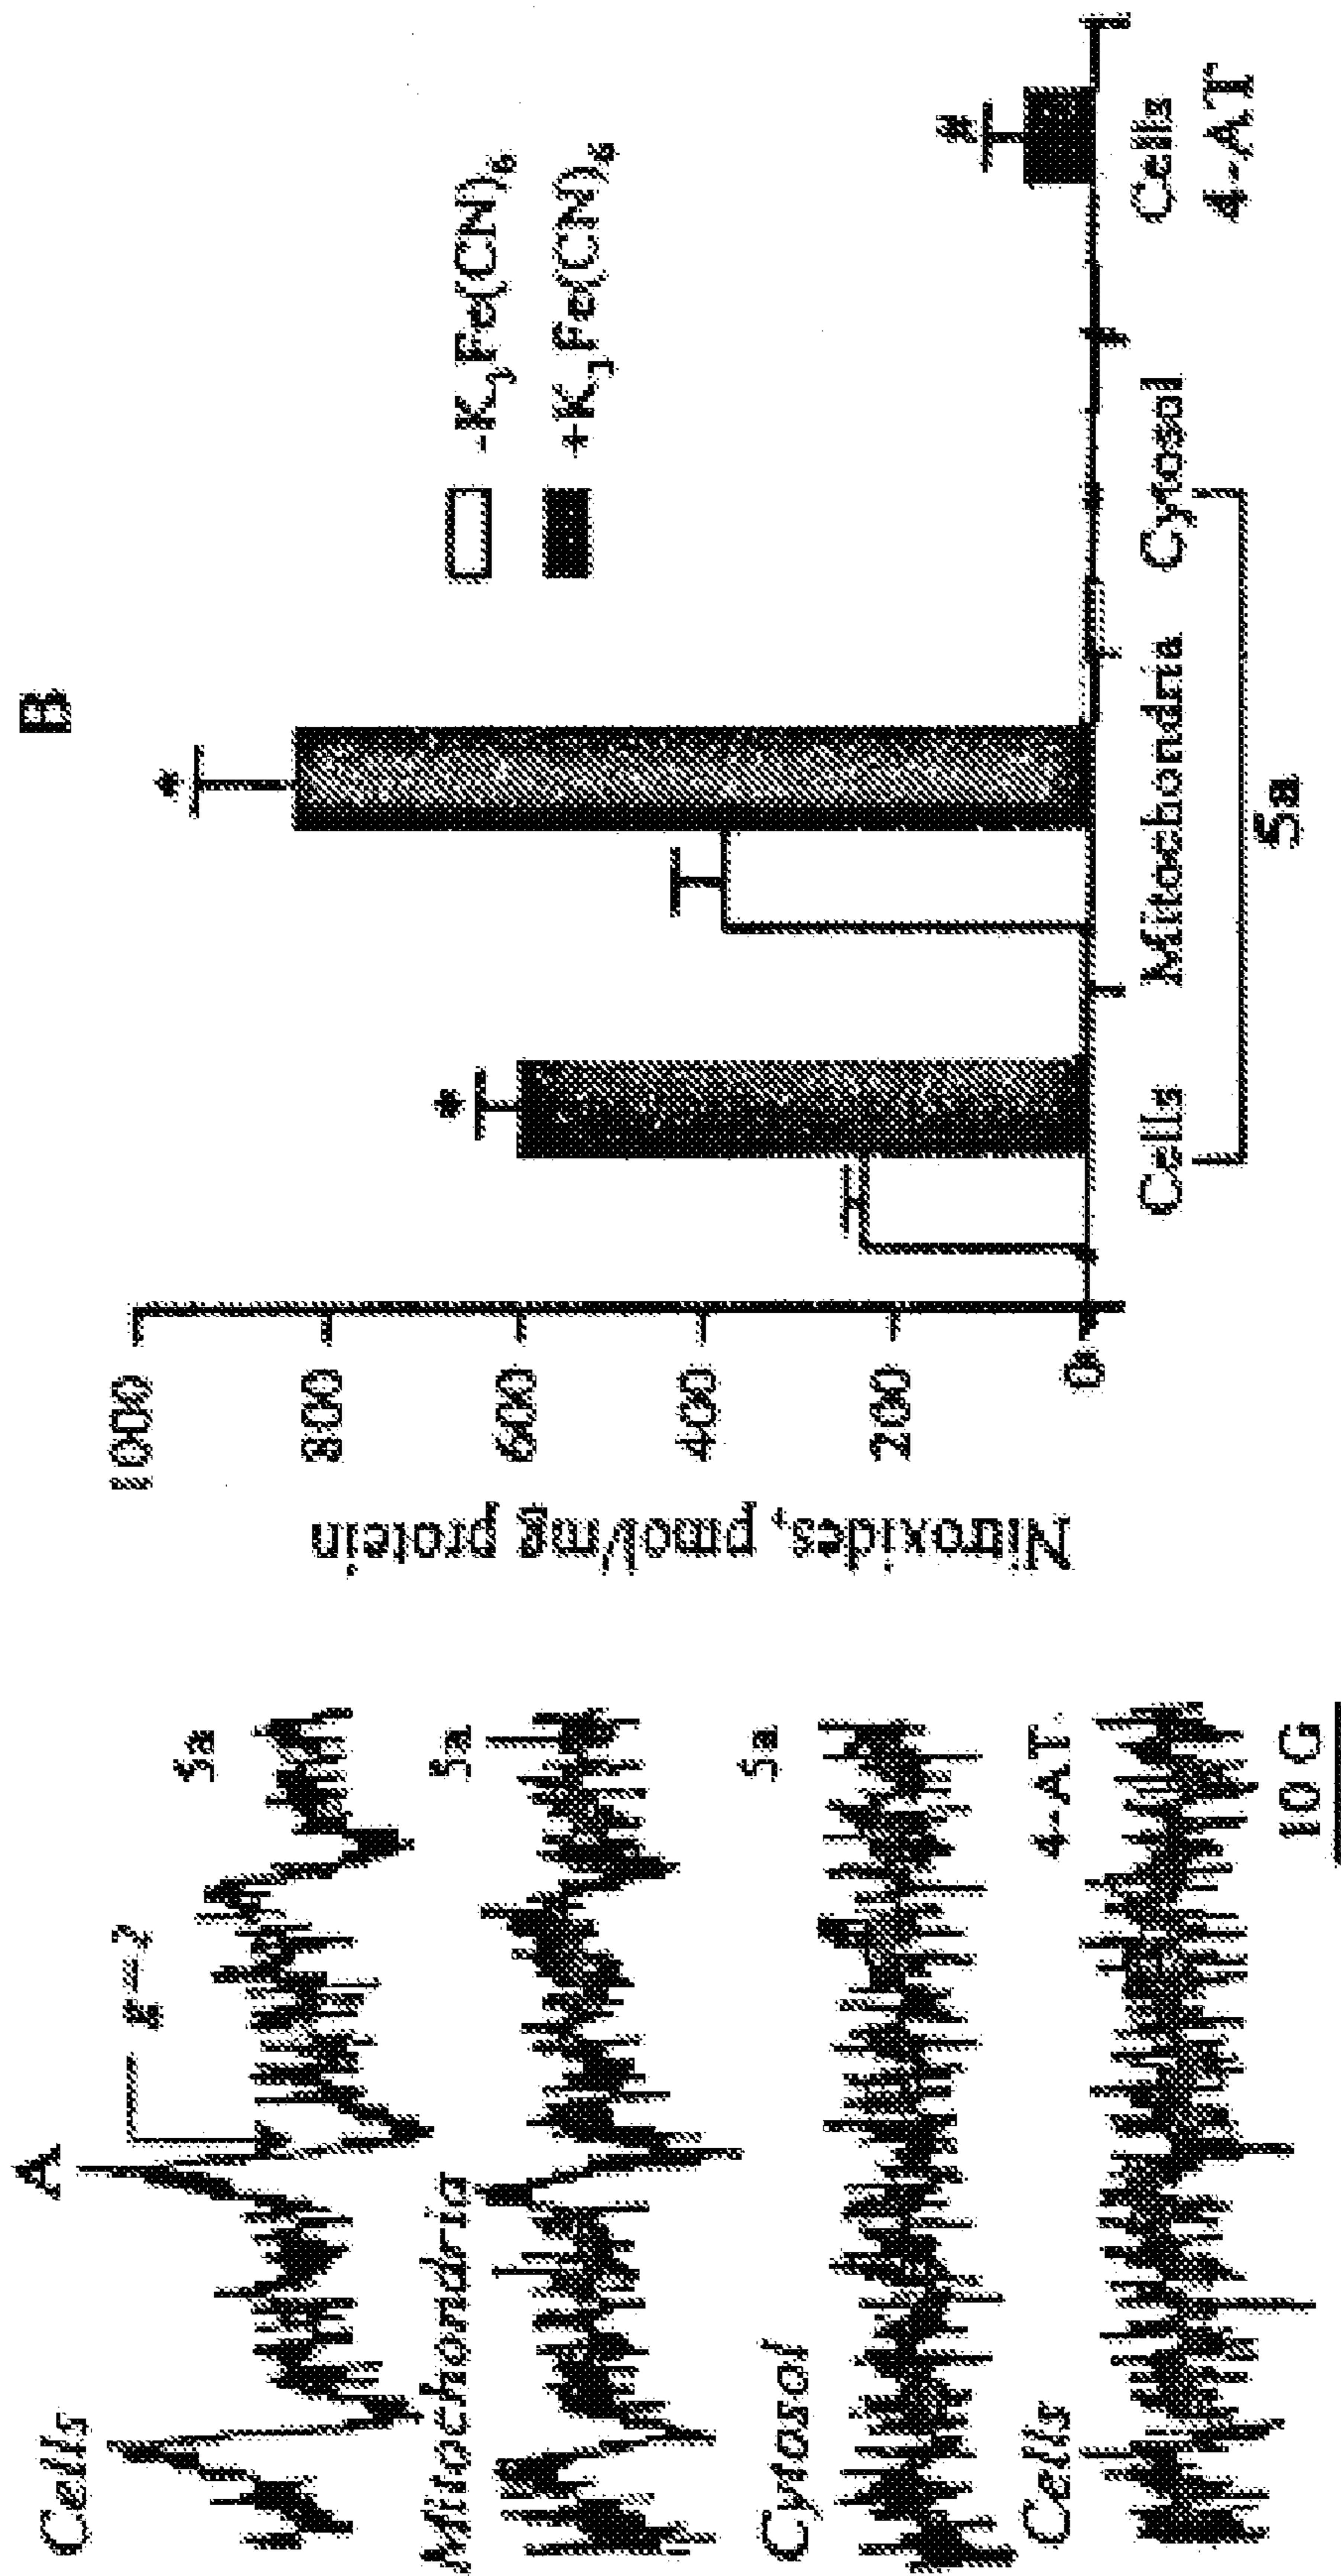 A
Cells
g=2
5a
Mitochondria
5a
Cytosol
5a
Cells
4-AT
10 G
B
Nitroxides, pmol/mg protein
1000
800
600
400
200
0
*
*
#
-K3Fe(CN)6
+K3Fe(CN)6
Cells
Mitochondria
Cytosol
Cells
4-AT
5a